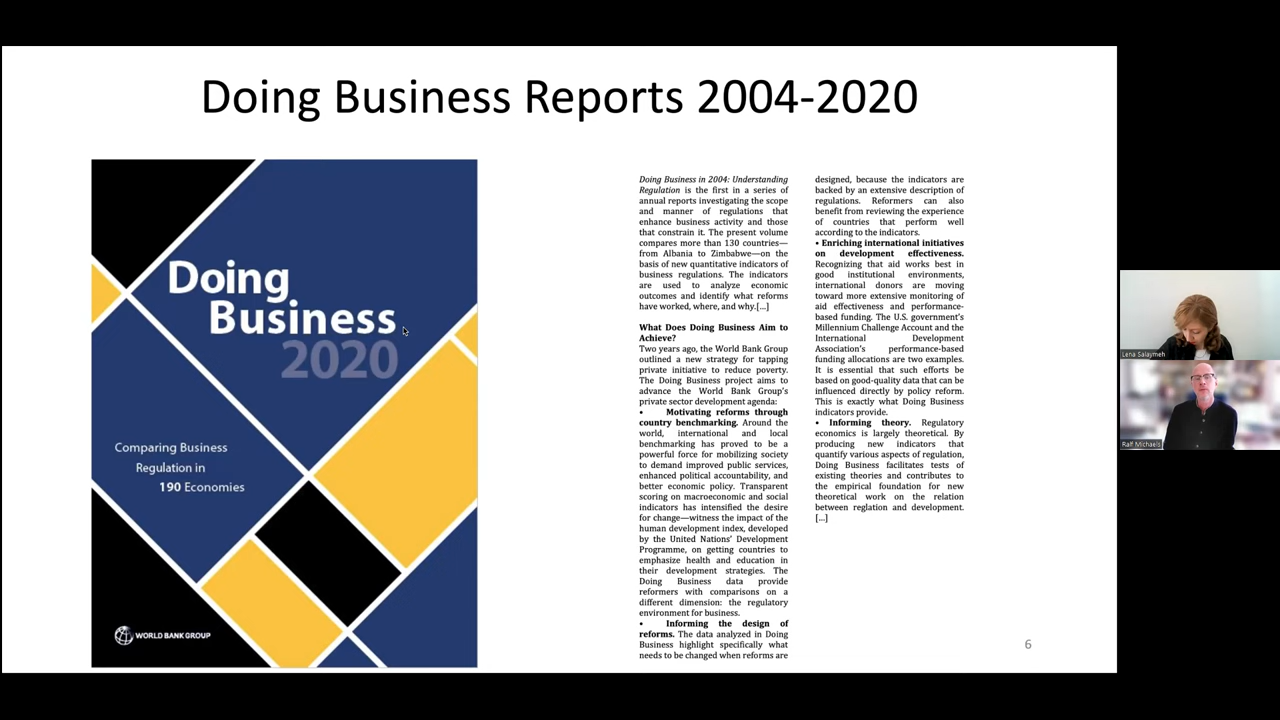 Doing Business Reports 2004-2020
Doing
Business
2020
Comparing Business
Regulation in
190 Economies
WORLD BANK GROUP
Doing Business in 2004: Understanding
Regulation is the first in a series of
annual reports investigating the scope
and manner of regulations that
enhance business activity and those
that constrain it. The present volume
compares more than 130 countries—
from Albania to Zimbabwe—on the
basis of new quantitative indicators of
business regulations. The indicators
are used to analyze economic
outcomes and identify what reforms
have worked, where, and why.[...]
What Does Doing Business Aim to
Achieve?
Two years ago, the World Bank Group
outlined a new strategy for tapping
private initiative to reduce poverty.
The Doing Business project aims to
advance the World Bank Group's
private sector development agenda:
• Motivating reforms through
country benchmarking. Around the
world, international and local
benchmarking has proved to be a
powerful force for mobilizing society
to demand improved public services,
enhanced political accountability, and
better economic policy. Transparent
scoring on macroeconomic and social
indicators has intensified the desire
for change—witness the impact of the
human development index, developed
by the United Nations' Development
Programme, on getting countries to
emphasize health and education in
their development strategies. The
Doing Business data provide
reformers with comparisons on a
different dimension: the regulatory
environment for business.
• Informing the design of
reforms. The data analyzed in Doing
Business highlight specifically what
needs to be changed when reforms are
designed, because the indicators are
backed by an extensive description of
regulations. Reformers can also
benefit from reviewing the experience
of countries that perform well
according to the indicators.
• Enriching international initiatives
on development effectiveness.
Recognizing that aid works best in
good institutional environments,
international donors are moving
toward more extensive monitoring of
aid effectiveness and performance-
based funding. The U.S. government's
Millennium Challenge Account and the
International Development
Association's performance-based
funding allocations are two examples.
It is essential that such efforts be
based on good-quality data that can be
influenced directly by policy reform.
This is exactly what Doing Business
indicators provide.
• Informing theory. Regulatory
economics is largely theoretical. By
producing new indicators that
quantify various aspects of regulation,
Doing Business facilitates tests of
existing theories and contributes to
the empirical foundation for new
theoretical work on the relation
between reglation and development.
[...]
6
Lena Salaymeh
Ralf Michaels